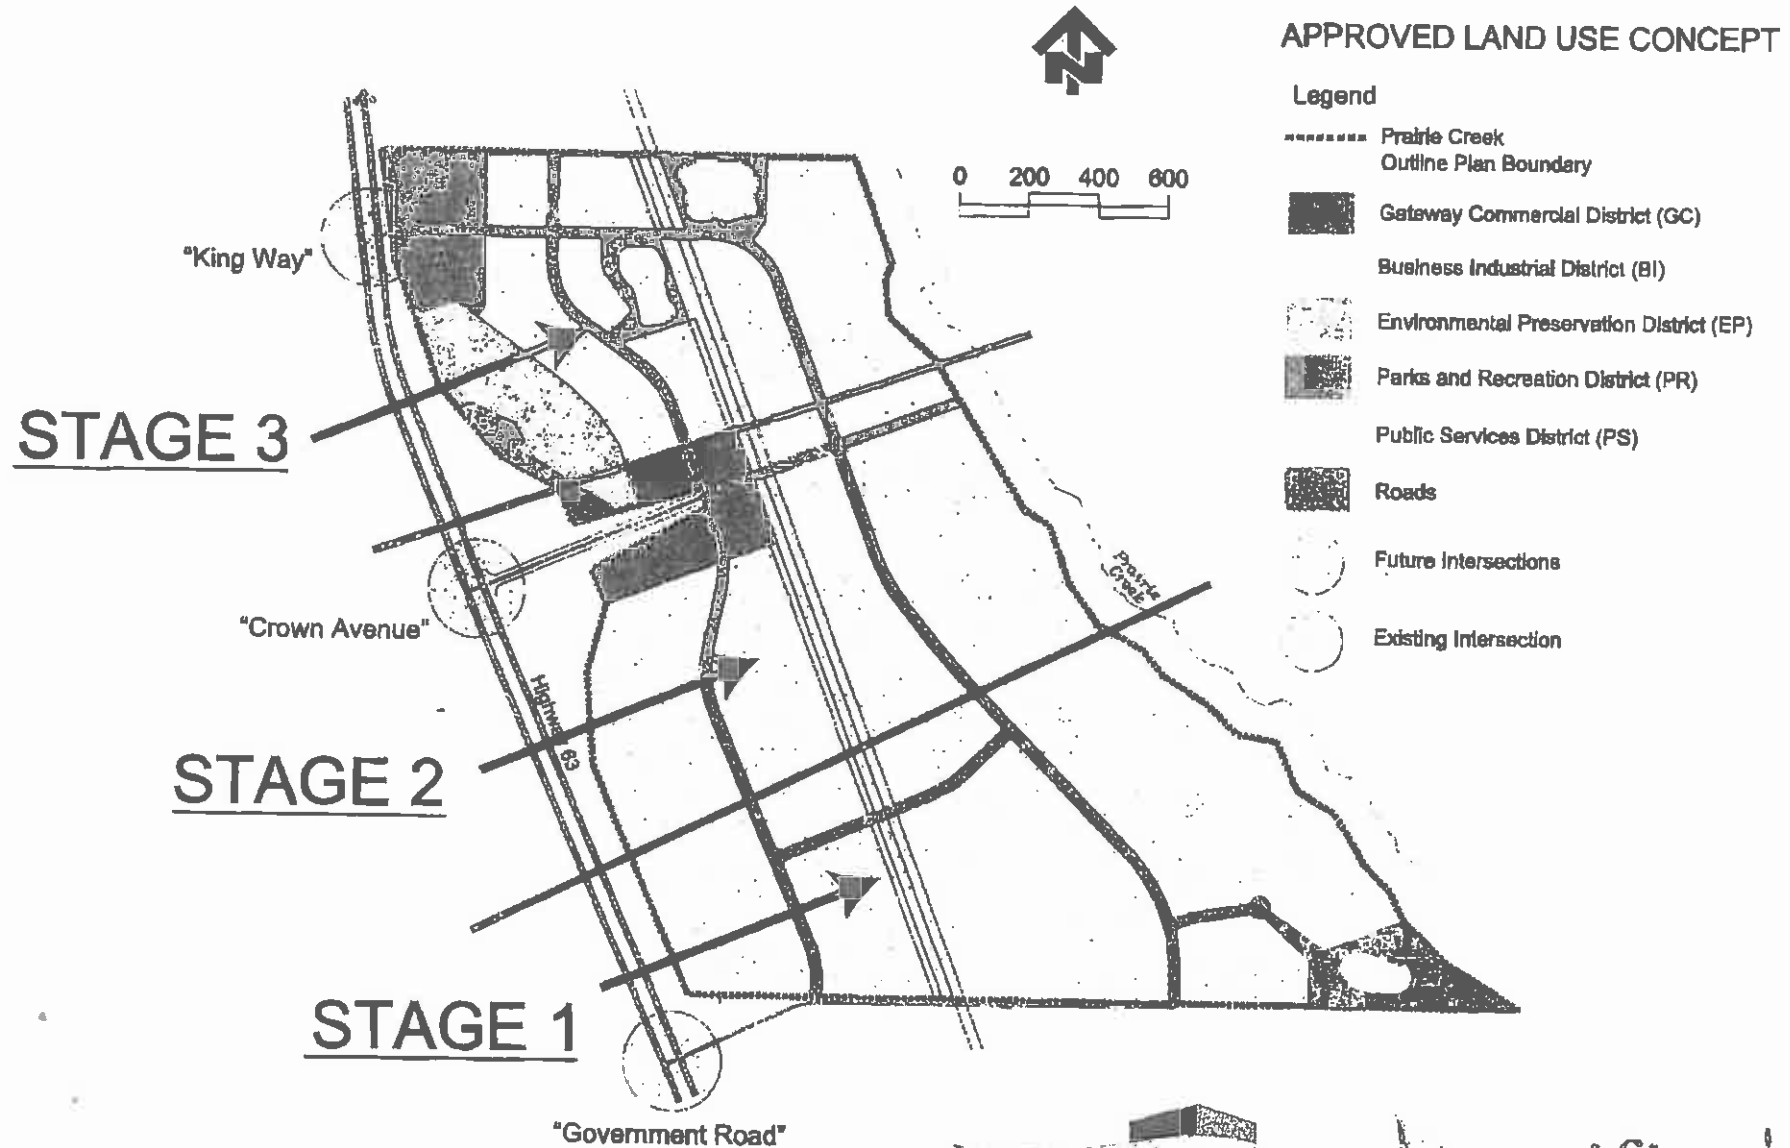 N
APPROVED LAND USE CONCEPT
Legend
Prairie Creek
Outline Plan Boundary
0 200 400 600
Gateway Commercial District (GC)
"King Way"
Business Industrial District (BI)
Environmental Preservation District (EP)
Parks and Recreation District (PR)
STAGE 3
Public Services District (PS)
Roads
Future Intersections
Prairie
Creek
"Crown Avenue"
Existing Intersection
Highway 63
STAGE 2
STAGE 1
"Government Road"